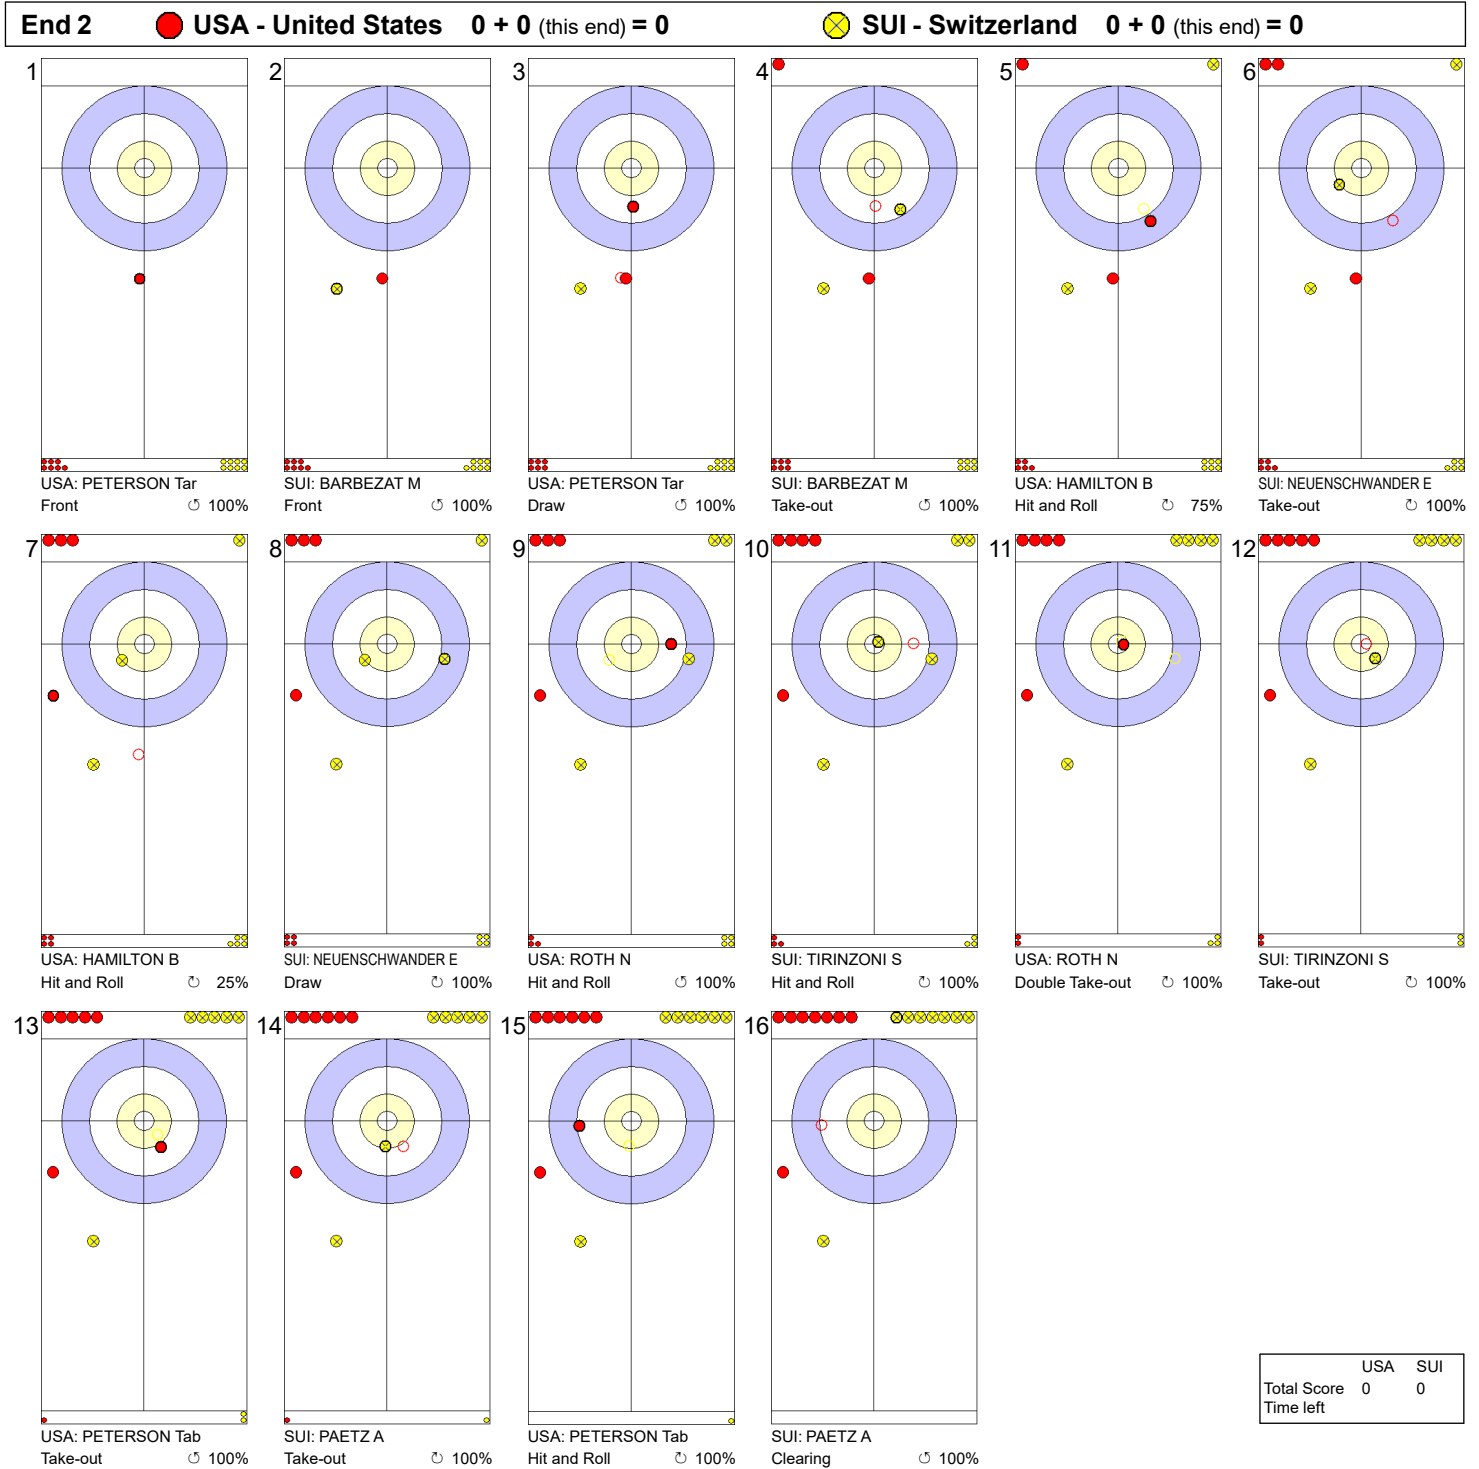 End 2 USA - United States 0 + 0 (this end) = 0 SUI - Switzerland 0 + 0 (this end) = 0
1 2 3 4 5 6
USA: PETERSON Tar SUI: BARBEZAT M USA: PETERSON Tar SUI: BARBEZAT M USA: HAMILTON B SUI: NEUENSCHWANDER E
Front ↺ 100% Front ↺ 100% Draw ↺ 100% Take-out ↺ 100% Hit and Roll ↻ 75% Take-out ↻ 100%
7 8 9 10 11 12
USA: HAMILTON B SUI: NEUENSCHWANDER E USA: ROTH N SUI: TIRINZONI S USA: ROTH N SUI: TIRINZONI S
Hit and Roll ↻ 25% Draw ↻ 100% Hit and Roll ↻ 100% Hit and Roll ↻ 100% Double Take-out ↻ 100% Take-out ↻ 100%
13 14 15 16
USA: PETERSON Tab SUI: PAETZ A USA: PETERSON Tab SUI: PAETZ A
Take-out ↺ 100% Take-out ↺ 100% Hit and Roll ↻ 100% Clearing ↺ 100%
USA SUI
Total Score 0 0
Time left